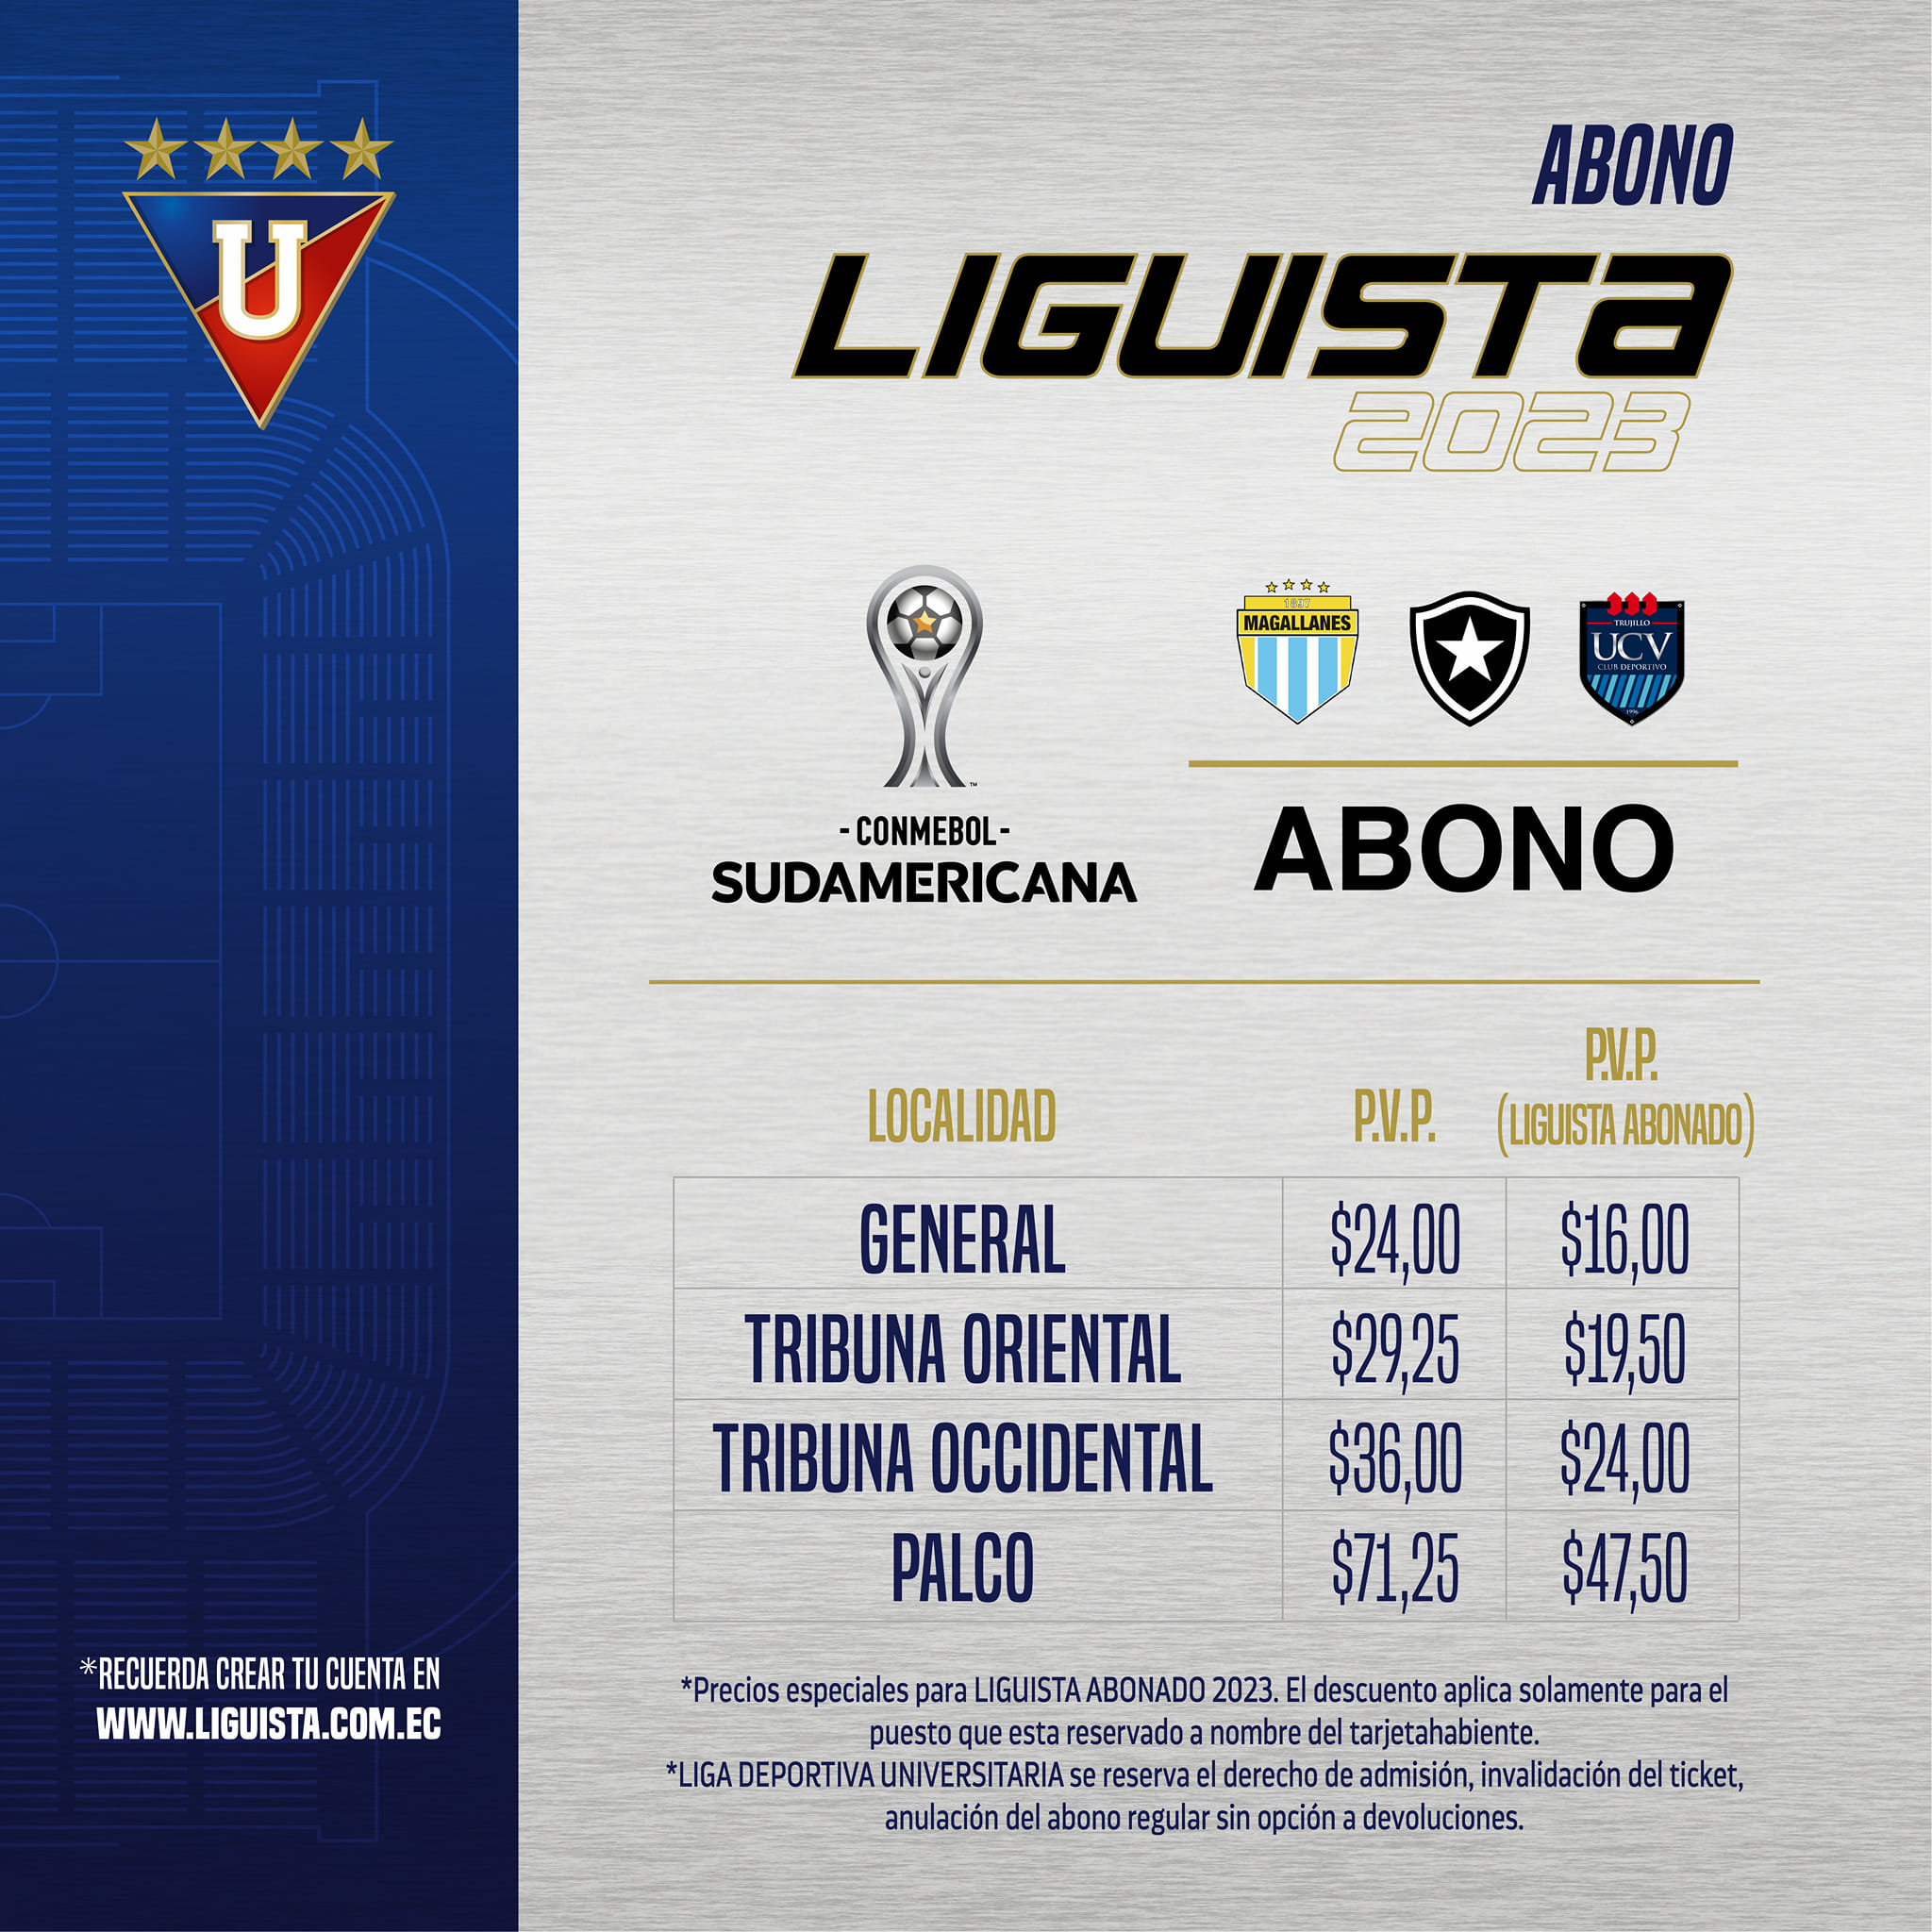 U
*RECUERDA CREAR TU CUENTA EN
WWW.LIGUISTA.COM.EC
ABONO
LIGUISTA
2023
1897
MAGALLANES
TRUJILLO
UCV
CLUB DEPORTIVO
1996
TM
- CONMEBOL -
SUDAMERICANA
ABONO
LOCALIDAD P.V.P. P.V.P. (LIGUISTA ABONADO)
GENERAL $24,00 $16,00
TRIBUNA ORIENTAL $29,25 $19,50
TRIBUNA OCCIDENTAL $36,00 $24,00
PALCO $71,25 $47,50
*Precios especiales para LIGUISTA ABONADO 2023. El descuento aplica solamente para el
puesto que esta reservado a nombre del tarjetahabiente.
*LIGA DEPORTIVA UNIVERSITARIA se reserva el derecho de admisión, invalidación del ticket,
anulación del abono regular sin opción a devoluciones.